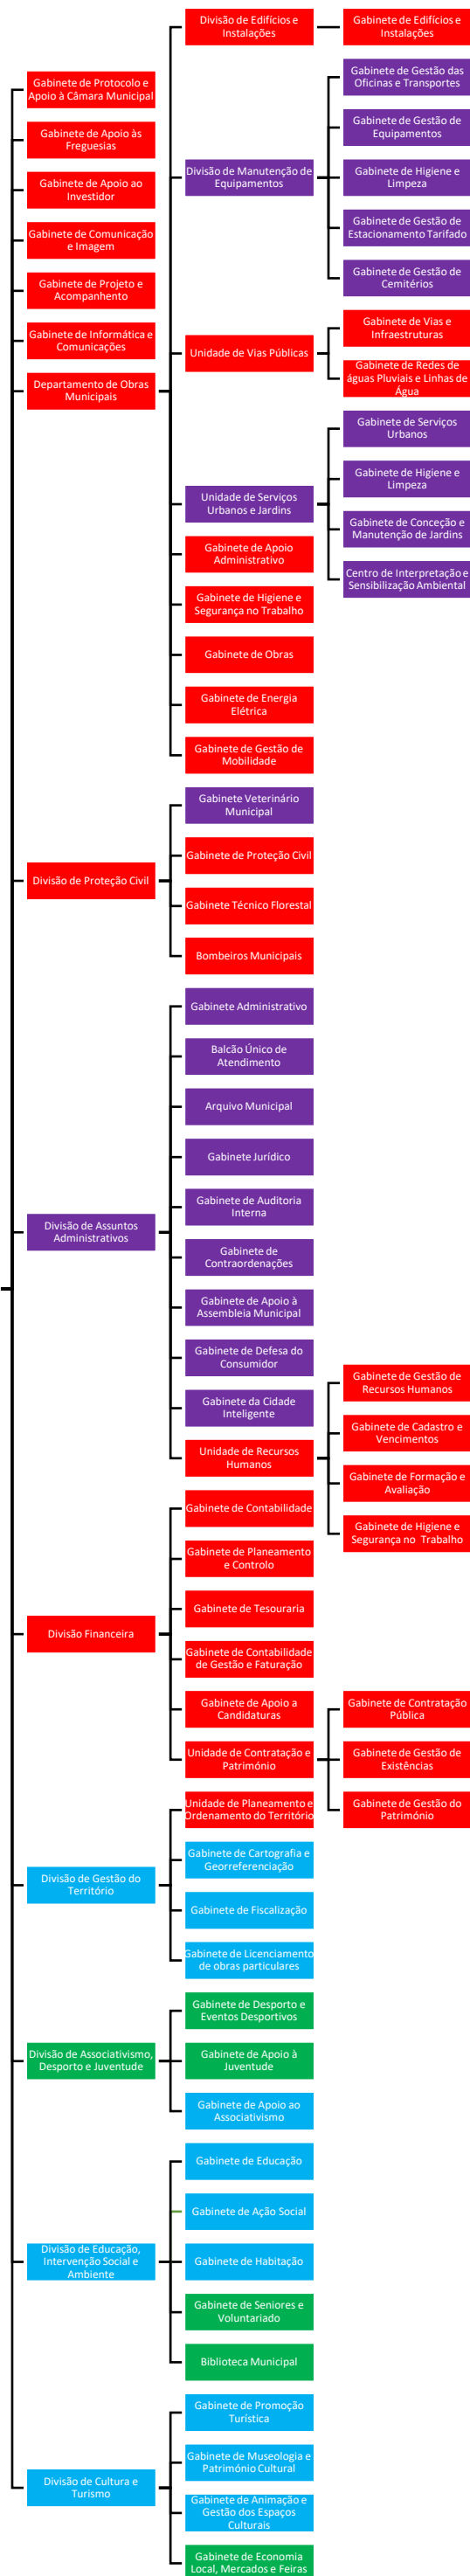 Divisão de Edifícios e
Instalações
Gabinete de Edifícios e
Instalações
Gabinete de Protocolo e
Apoio à Câmara Municipal
Gabinete de Apoio às
Freguesias
Gabinete de Apoio ao
Investidor
Gabinete de Comunicação
e Imagem
Gabinete de Projeto e
Acompanhento
Gabinete de Informática e
Comunicações
Departamento de Obras
Municipais
Divisão de Manutenção de
Equipamentos
Gabinete de Gestão das
Oficinas e Transportes
Gabinete de Gestão de
Equipamentos
Gabinete de Higiene e
Limpeza
Gabinete de Gestão de
Estacionamento Tarifado
Gabinete de Gestão de
Cemitérios
Unidade de Vias Públicas
Gabinete de Vias e
Infraestruturas
Gabinete de Redes de
águas Pluviais e Linhas de
Água
Unidade de Serviços
Urbanos e Jardins
Gabinete de Serviços
Urbanos
Gabinete de Higiene e
Limpeza
Gabinete de Conceção e
Manutenção de Jardins
Centro de Interpretação e
Sensibilização Ambiental
Gabinete de Apoio
Administrativo
Gabinete de Higiene e
Segurança no Trabalho
Gabinete de Obras
Gabinete de Energia
Elétrica
Gabinete de Gestão de
Mobilidade
Divisão de Proteção Civil
Gabinete Veterinário
Municipal
Gabinete de Proteção Civil
Gabinete Técnico Florestal
Bombeiros Municipais
Divisão de Assuntos
Administrativos
Gabinete Administrativo
Balcão Único de
Atendimento
Arquivo Municipal
Gabinete Jurídico
Gabinete de Auditoria
Interna
Gabinete de
Contraordenações
Gabinete de Apoio à
Assembleia Municipal
Gabinete de Defesa do
Consumidor
Gabinete da Cidade
Inteligente
Unidade de Recursos
Humanos
Gabinete de Gestão de
Recursos Humanos
Gabinete de Cadastro e
Vencimentos
Gabinete de Formação e
Avaliação
Gabinete de Higiene e
Segurança no Trabalho
Divisão Financeira
Gabinete de Contabilidade
Gabinete de Planeamento
e Controlo
Gabinete de Tesouraria
Gabinete de Contabilidade
de Gestão e Faturação
Gabinete de Apoio a
Candidaturas
Unidade de Contratação e
Património
Gabinete de Contratação
Pública
Gabinete de Gestão de
Existências
Gabinete de Gestão do
Património
Divisão de Gestão do
Território
Unidade de Planeamento e
Ordenamento do Território
Gabinete de Cartografia e
Georreferenciação
Gabinete de Fiscalização
Gabinete de Licenciamento
de obras particulares
Divisão de Associativismo,
Desporto e Juventude
Gabinete de Desporto e
Eventos Desportivos
Gabinete de Apoio à
Juventude
Gabinete de Apoio ao
Associativismo
Divisão de Educação,
Intervenção Social e
Ambiente
Gabinete de Educação
Gabinete de Ação Social
Gabinete de Habitação
Gabinete de Seniores e
Voluntariado
Biblioteca Municipal
Divisão de Cultura e
Turismo
Gabinete de Promoção
Turística
Gabinete de Museologia e
Património Cultural
Gabinete de Animação e
Gestão dos Espaços
Culturais
Gabinete de Economia
Local, Mercados e Feiras